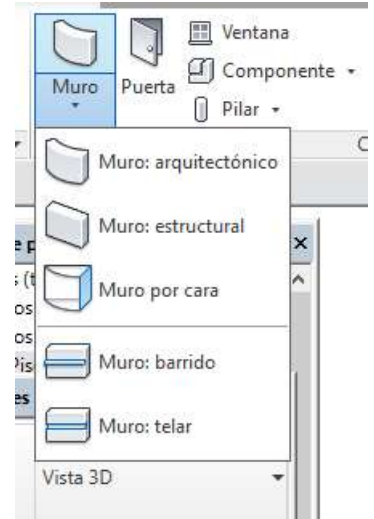 Muro
Puerta
Ventana
Componente
Pilar
Muro: arquitectónico
Muro: estructural
Muro por cara
Muro: barrido
Muro: telar
Vista 3D